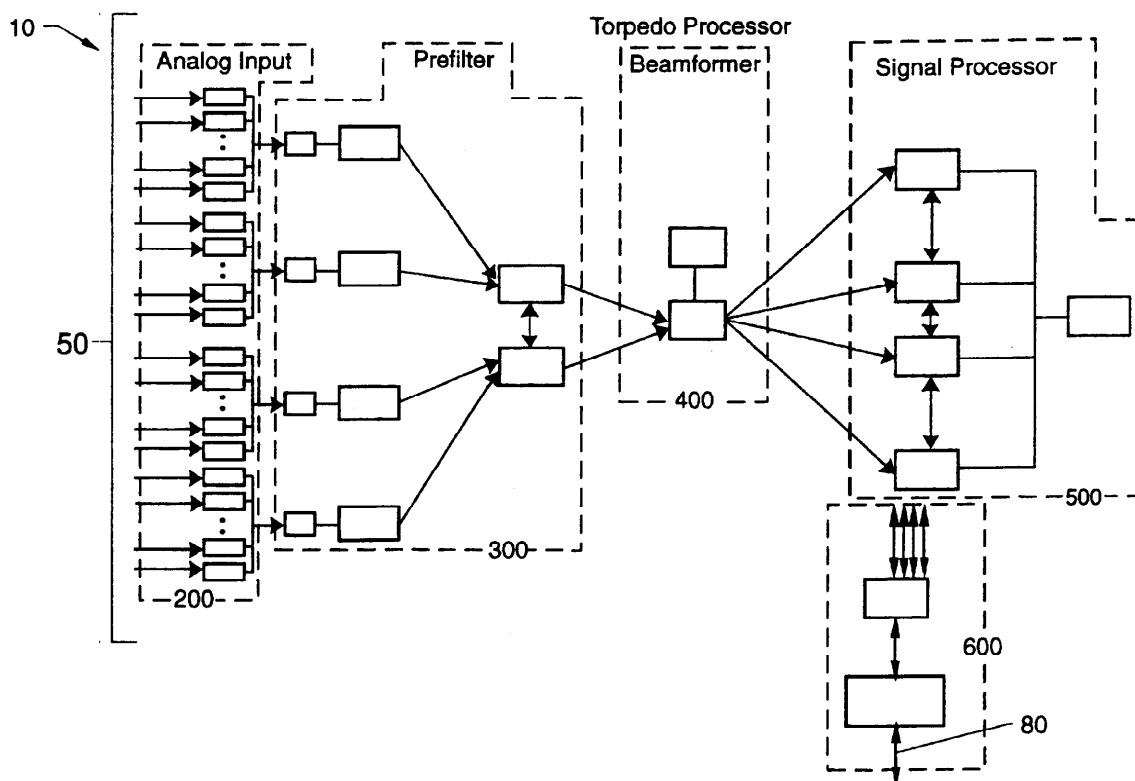 10
Torpedo Processor
Analog Input
Prefilter
Beamformer
Signal Processor
50
400
500
300
200
600
80